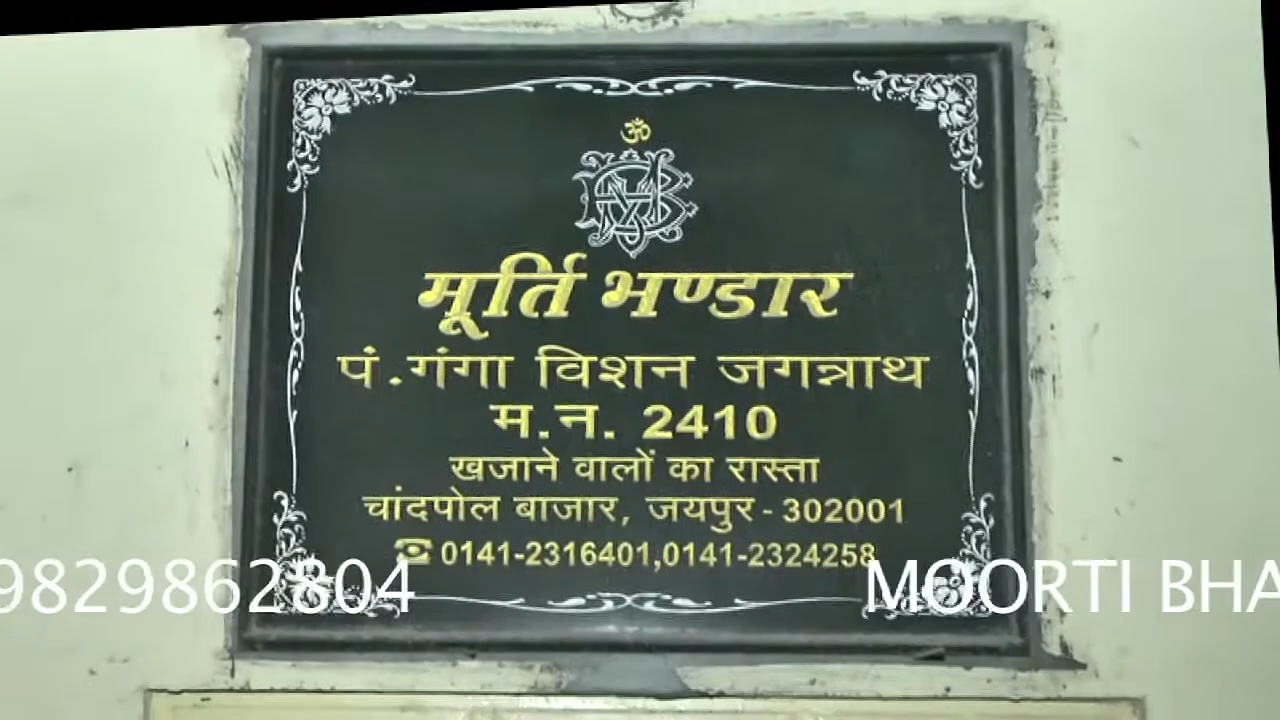 ॐ
मूर्ति भण्डार
पं.गंगा विशन जगन्नाथ
म.न. 2410
खजाने वालों का रास्ता
चांदपोल बाजार, जयपुर - 302001
☎ 0141-2316401,0141-2324258
9829862804 MOORTI BHA